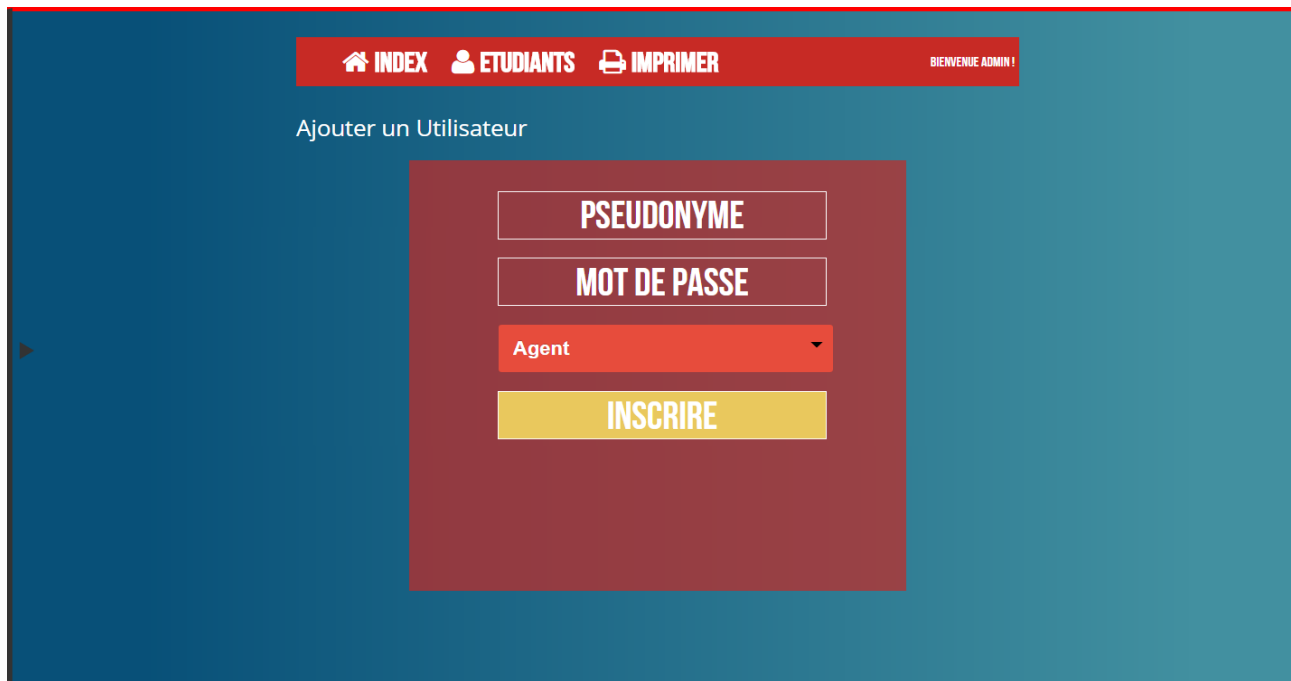 INDEX ETUDIANTS IMPRIMER BIENVENUE ADMIN !
Ajouter un Utilisateur
PSEUDONYME
MOT DE PASSE
Agent
INSCRIRE